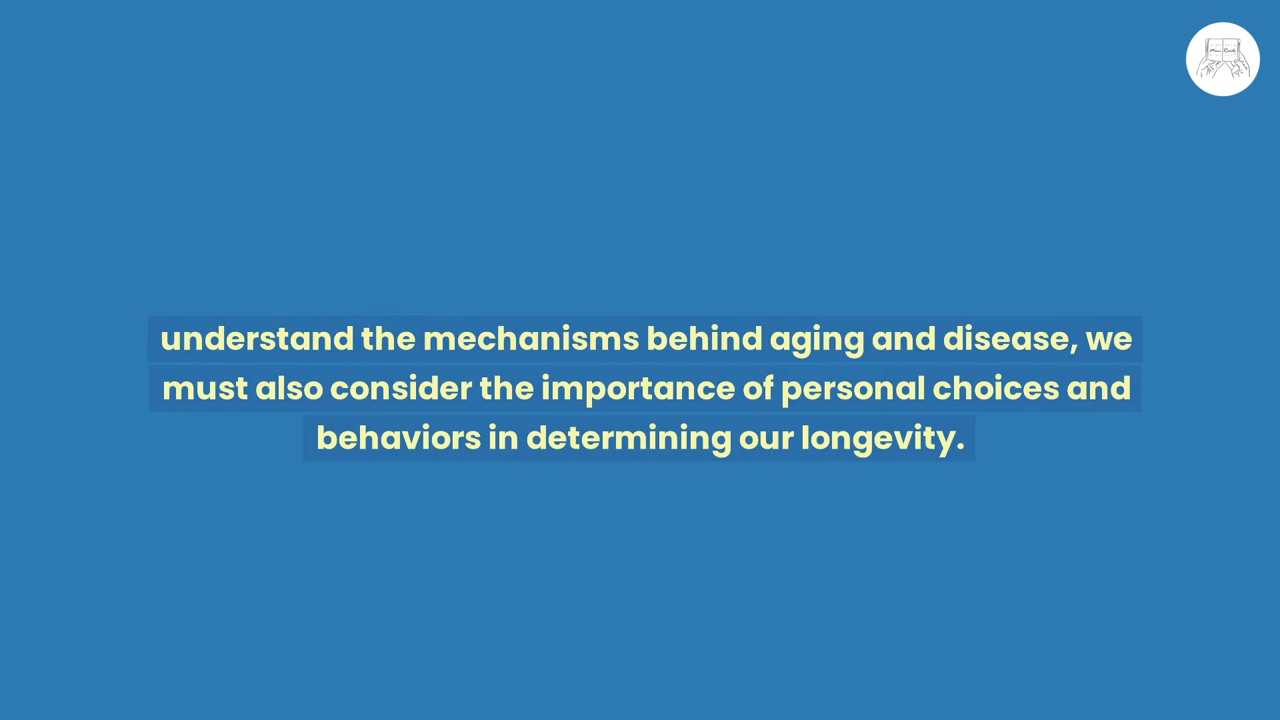 understand the mechanisms behind aging and disease, we
must also consider the importance of personal choices and
behaviors in determining our longevity.